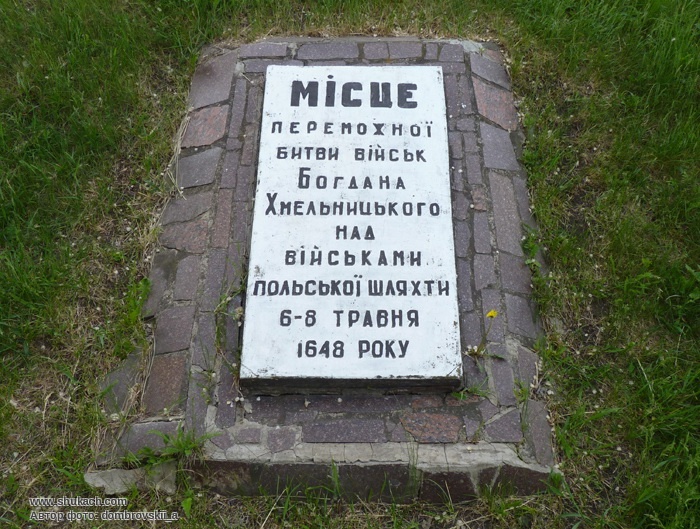 МІСЦЕ
ПЕРЕМОЖНОЇ
БИТВИ ВІЙСЬК
БОГДАНА
ХМЕЛЬНИЦЬКОГО
НАД
ВІЙСЬКАМИ
ПОЛЬСЬКОЇ ШЛЯХТИ
6-8 ТРАВНЯ
1648 РОКУ
www.shukach.com
Автор фото: dombrovskii_a